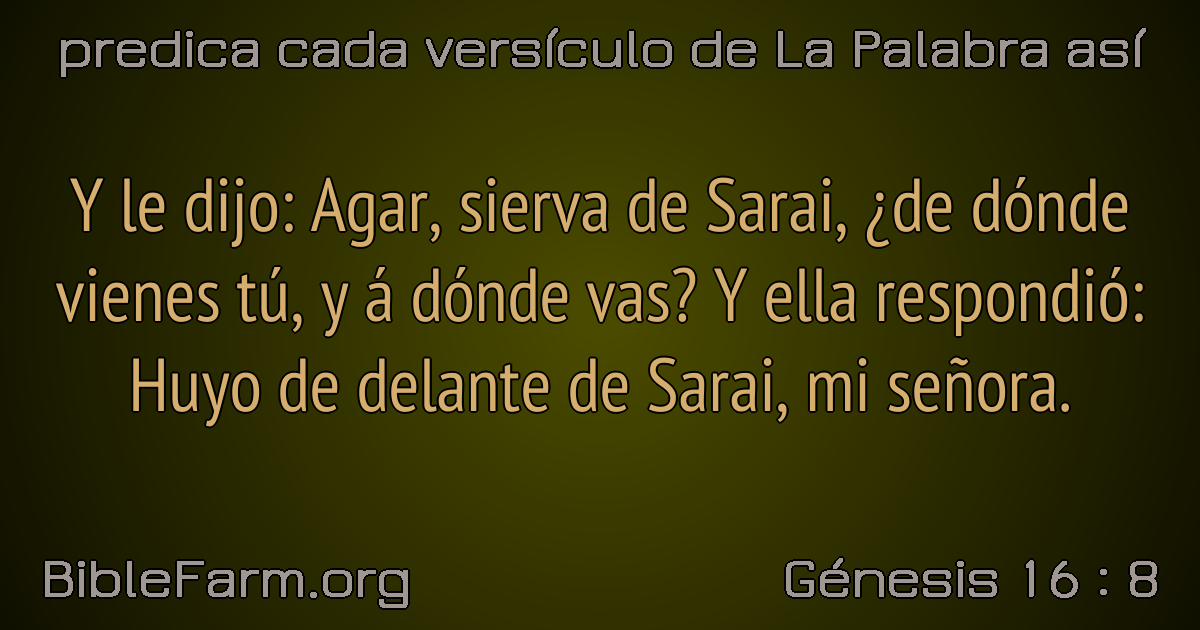 predica cada versículo de La Palabra así
Y le dijo: Agar, sierva de Sarai, ¿de dónde
vienes tú, y á dónde vas? Y ella respondió:
Huyo de delante de Sarai, mi señora.
BibleFarm.org
Génesis 16 : 8